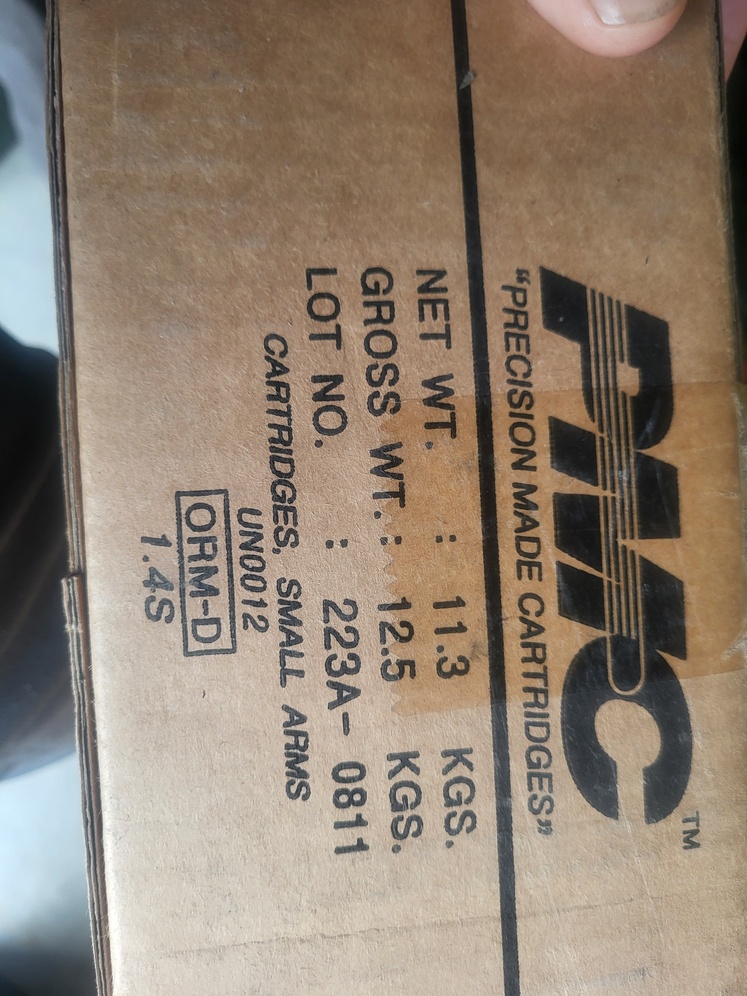 PMC™
“PRECISION MADE CARTRIDGES”
NET WT. : 11.3 KGS.
GROSS WT. : 12.5 KGS.
LOT NO. : 223A-0811
CARTRIDGES, SMALL ARMS
UN0012
ORM-D
1.4S